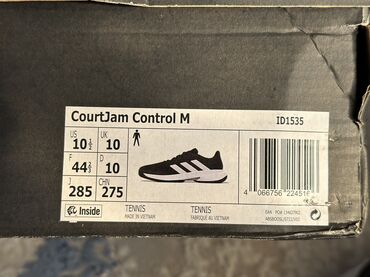 CourtJam Control M
ID1535
US UK
10½ 10
F D
44⅔ 10
J CHN
285 275
Inside
TENNIS
MADE IN VIETNAM
TENNIS
FABRIQUÉ AU VIETNAM
4 066756 224516